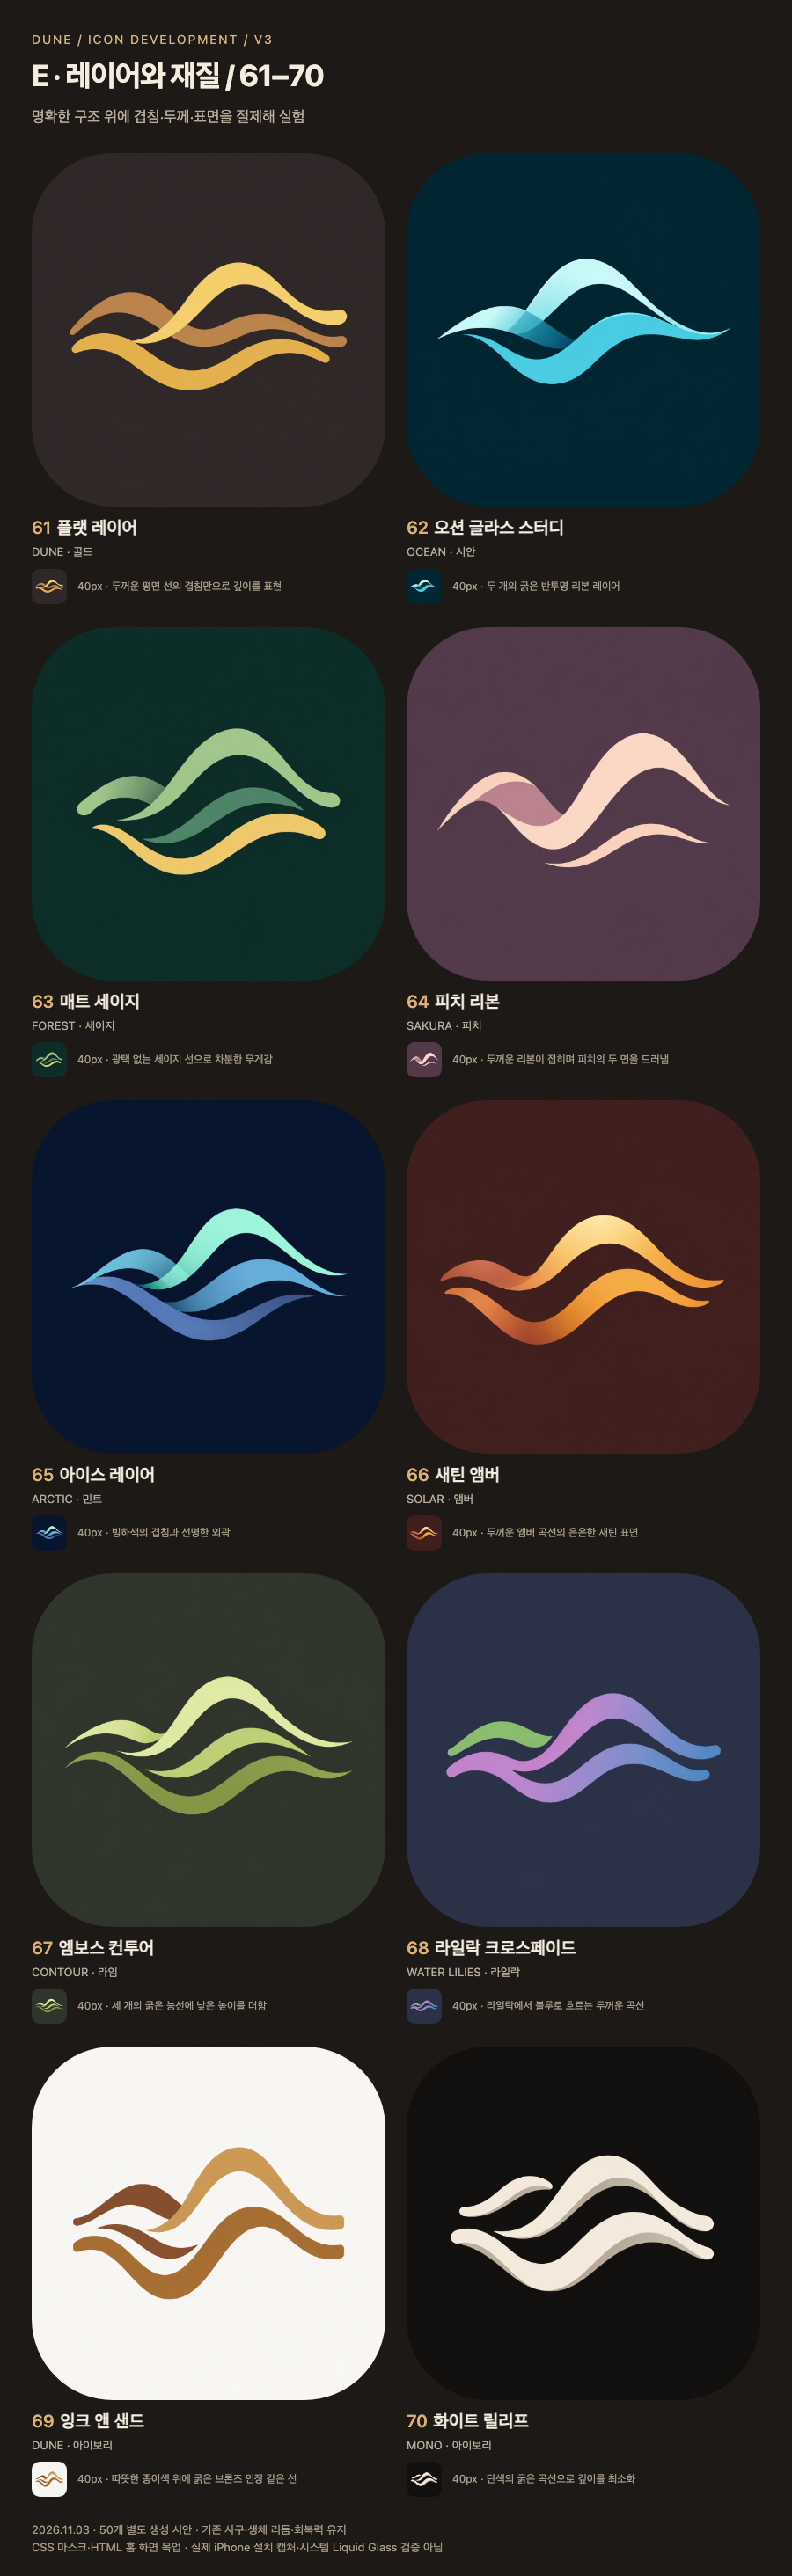 DUNE / ICON DEVELOPMENT / V3
E · 레이어와 재질 / 61–70
명확한 구조 위에 겹침·두께·표면을 절제해 실험
61 플랫 레이어
DUNE · 골드
40px · 두꺼운 평면 선의 겹침만으로 깊이를 표현
62 오션 글라스 스터디
OCEAN · 시안
40px · 두 개의 굵은 반투명 리본 레이어
63 매트 세이지
FOREST · 세이지
40px · 광택 없는 세이지 선으로 차분한 무게감
64 피치 리본
SAKURA · 피치
40px · 두꺼운 리본이 접히며 피치의 두 면을 드러냄
65 아이스 레이어
ARCTIC · 민트
40px · 빙하색의 겹침과 선명한 외곽
66 새틴 앰버
SOLAR · 앰버
40px · 두꺼운 앰버 곡선의 은은한 새틴 표면
67 엠보스 컨투어
CONTOUR · 라임
40px · 세 개의 굵은 능선에 낮은 높이를 더함
68 라일락 크로스페이드
WATER LILIES · 라일락
40px · 라일락에서 블루로 흐르는 두꺼운 곡선
69 잉크 앤 샌드
DUNE · 아이보리
40px · 따뜻한 종이색 위에 굵은 브론즈 인장 같은 선
70 화이트 릴리프
MONO · 아이보리
40px · 단색의 굵은 곡선으로 깊이를 최소화
2026.11.03 · 50개 별도 생성 시안 · 기존 사구·생체 리듬·회복력 유지
CSS 마스크·HTML 홈 화면 목업 · 실제 iPhone 설치 캡처·시스템 Liquid Glass 검증 아님